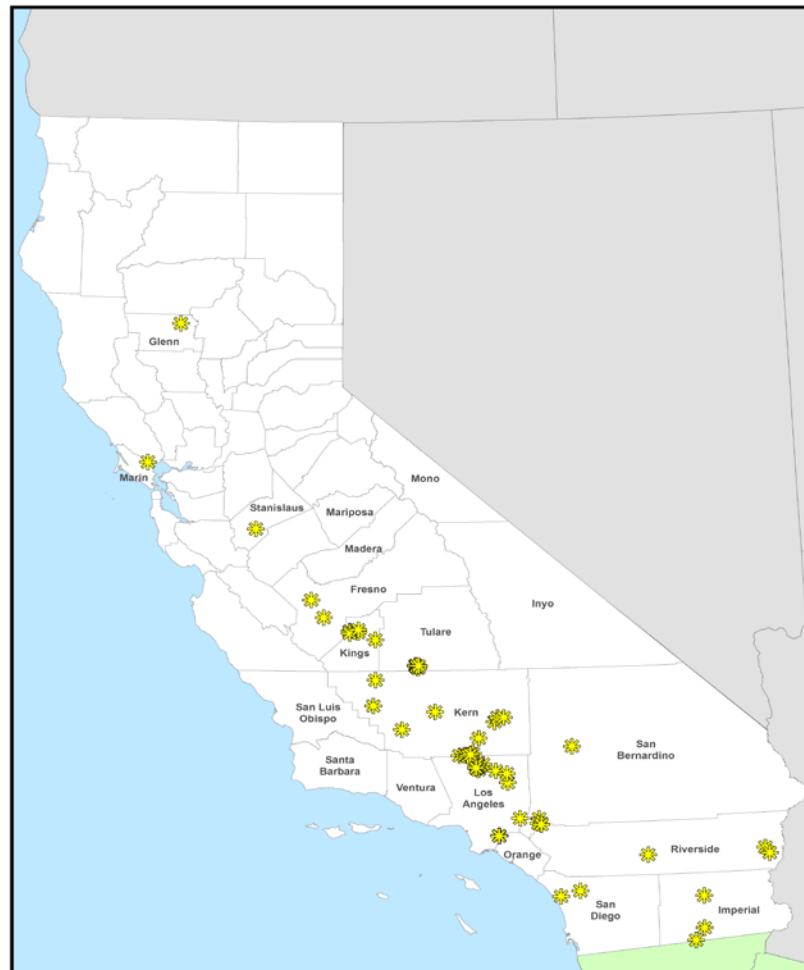 Glenn
Marin
Mono
Stanislaus
Mariposa
Madera
Fresno
Inyo
Tulare
Kings
San Luis
Obispo
Kern
San
Bernardino
Santa
Barbara
Ventura
Los
Angeles
Orange
Riverside
San
Diego
Imperial